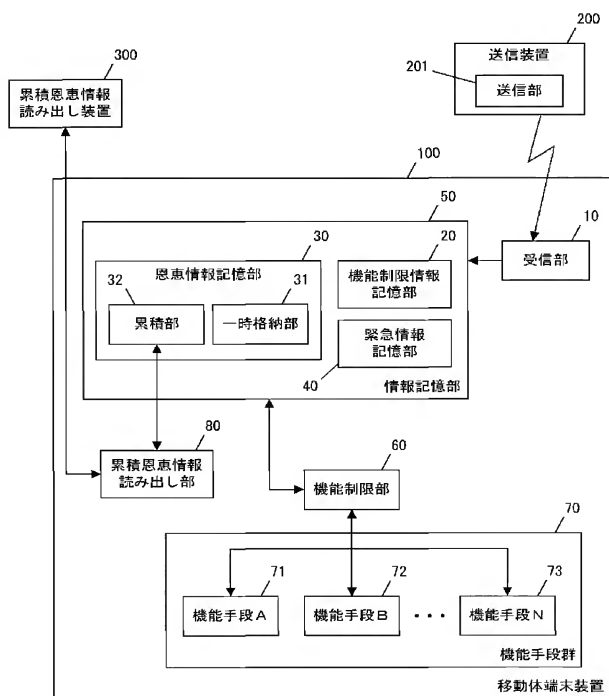 200
送信装置
201
送信部
300
累積恩恵情報
読み出し装置
100
50
30
恩恵情報記憶部
32
累積部
31
一時格納部
20
機能制限情報
記憶部
緊急情報
記憶部
40
情報記憶部
10
受信部
80
累積恩恵情報
読み出し部
60
機能制限部
70
71
機能手段A
72
機能手段B
・・・
73
機能手段N
機能手段群
移動体端末装置